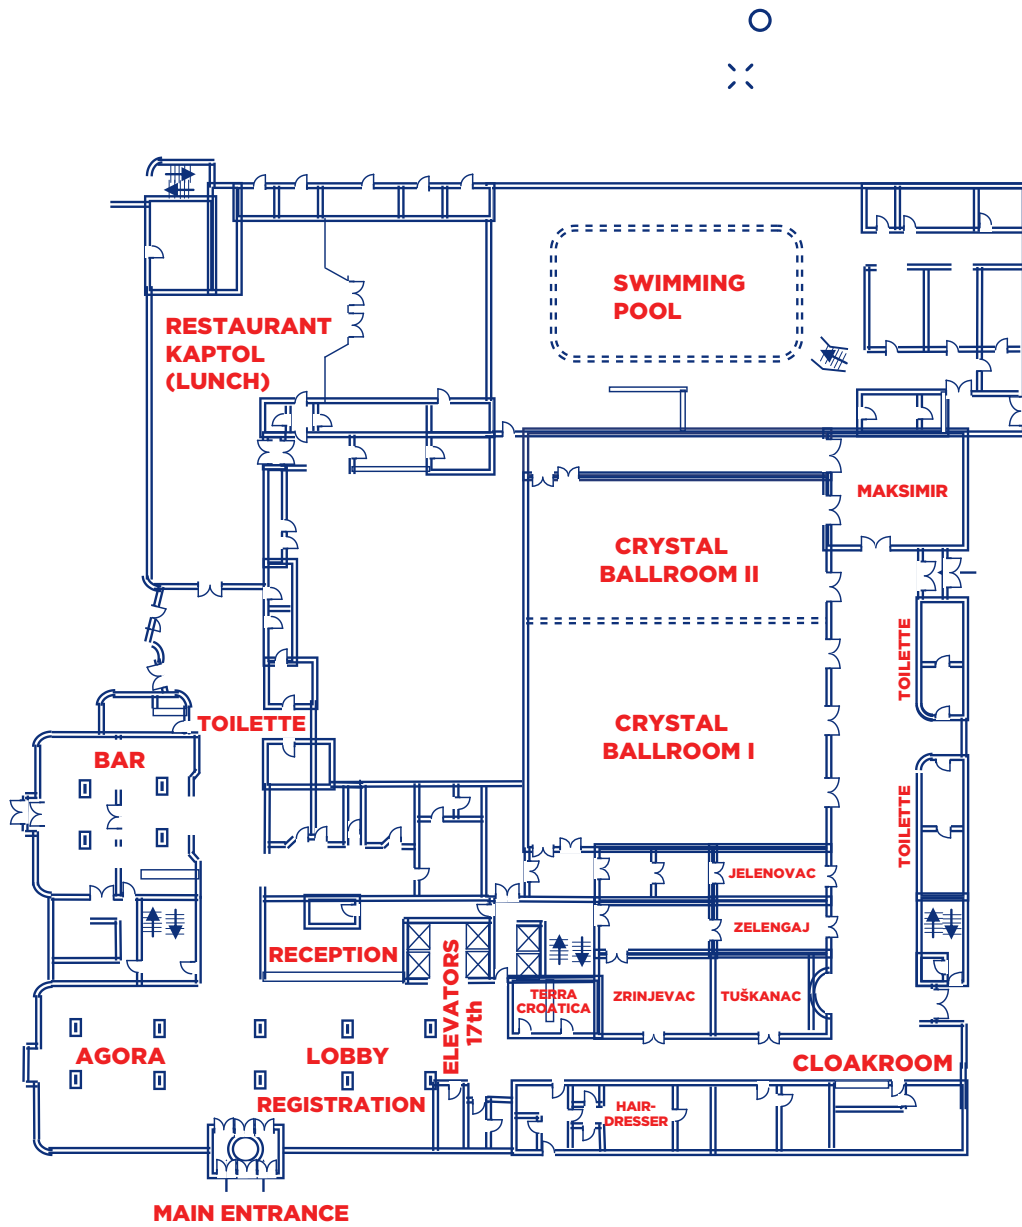 SWIMMING
POOL
RESTAURANT
KAPTOL
(LUNCH)
MAKSIMIR
CRYSTAL
BALLROOM II
TOILETTE
CRYSTAL
BALLROOM I
TOILETTE
BAR
TOILETTE
JELENOVAC
ZELENGAJ
RECEPTION
ELEVATORS
17th
TERRA
CROATICA
ZRINJEVAC
TUŠKANAC
AGORA
LOBBY
CLOAKROOM
REGISTRATION
HAIR-
DRESSER
MAIN ENTRANCE